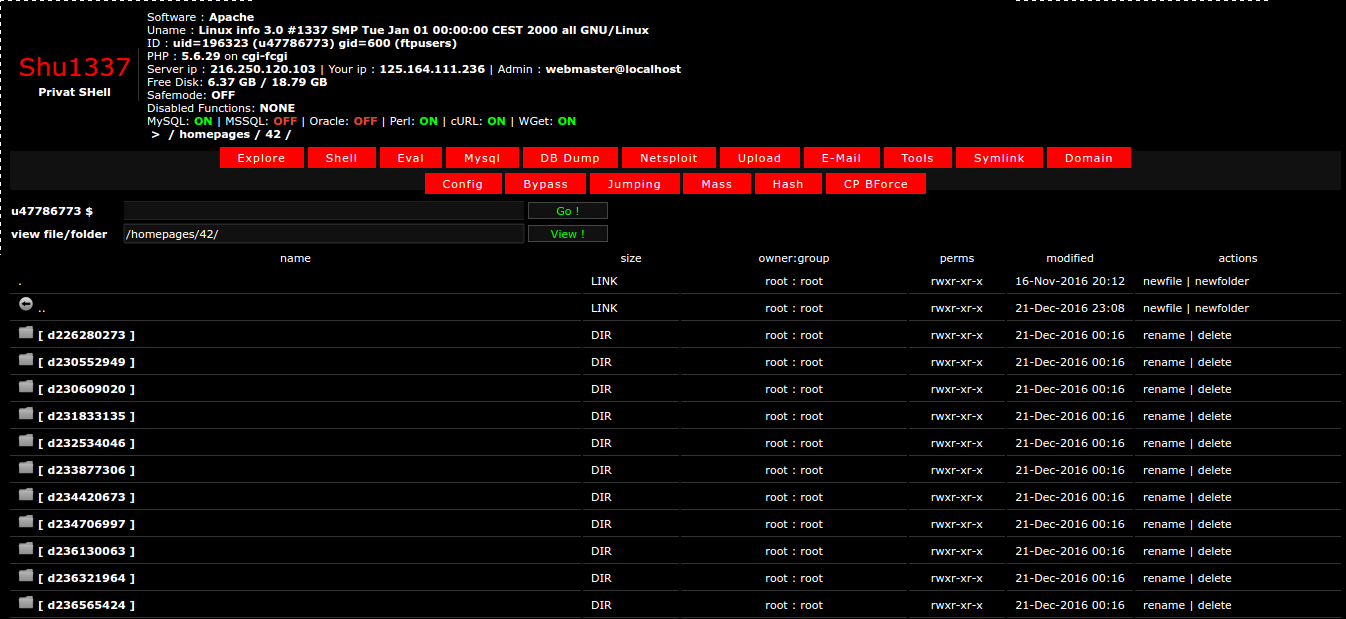 Software : Apache
Uname : Linux info 3.0 #1337 SMP Tue Jan 01 00:00:00 CEST 2000 all GNU/Linux
ID : uid=196323 (u47786773) gid=600 (ftpusers)
PHP : 5.6.29 on cgi-fcgi
Server ip : 216.250.120.103 | Your ip : 125.164.111.236 | Admin : webmaster@localhost
Free Disk: 6.37 GB / 18.79 GB
Safemode: OFF
Disabled Functions: NONE
MySQL: ON | MSSQL: OFF | Oracle: OFF | Perl: ON | cURL: ON | WGet: ON
> / homepages / 42 /
Shu1337
Privat SHell
Explore Shell Eval Mysql DB Dump Netsploit Upload E-Mail Tools Symlink Domain
Config Bypass Jumping Mass Hash CP BForce
u47786773 $ Go !
view file/folder /homepages/42/ View !
name size owner:group perms modified actions
. LINK root : root rwxr-xr-x 16-Nov-2016 20:12 newfile | newfolder
.. LINK root : root rwxr-xr-x 21-Dec-2016 23:08 newfile | newfolder
[ d226280273 ] DIR root : root rwxr-xr-x 21-Dec-2016 00:16 rename | delete
[ d230552949 ] DIR root : root rwxr-xr-x 21-Dec-2016 00:16 rename | delete
[ d230609020 ] DIR root : root rwxr-xr-x 21-Dec-2016 00:16 rename | delete
[ d231833135 ] DIR root : root rwxr-xr-x 21-Dec-2016 00:16 rename | delete
[ d232534046 ] DIR root : root rwxr-xr-x 21-Dec-2016 00:16 rename | delete
[ d233877306 ] DIR root : root rwxr-xr-x 21-Dec-2016 00:16 rename | delete
[ d234420673 ] DIR root : root rwxr-xr-x 21-Dec-2016 00:16 rename | delete
[ d234706997 ] DIR root : root rwxr-xr-x 21-Dec-2016 00:16 rename | delete
[ d236130063 ] DIR root : root rwxr-xr-x 21-Dec-2016 00:16 rename | delete
[ d236321964 ] DIR root : root rwxr-xr-x 21-Dec-2016 00:16 rename | delete
[ d236565424 ] DIR root : root rwxr-xr-x 21-Dec-2016 00:16 rename | delete